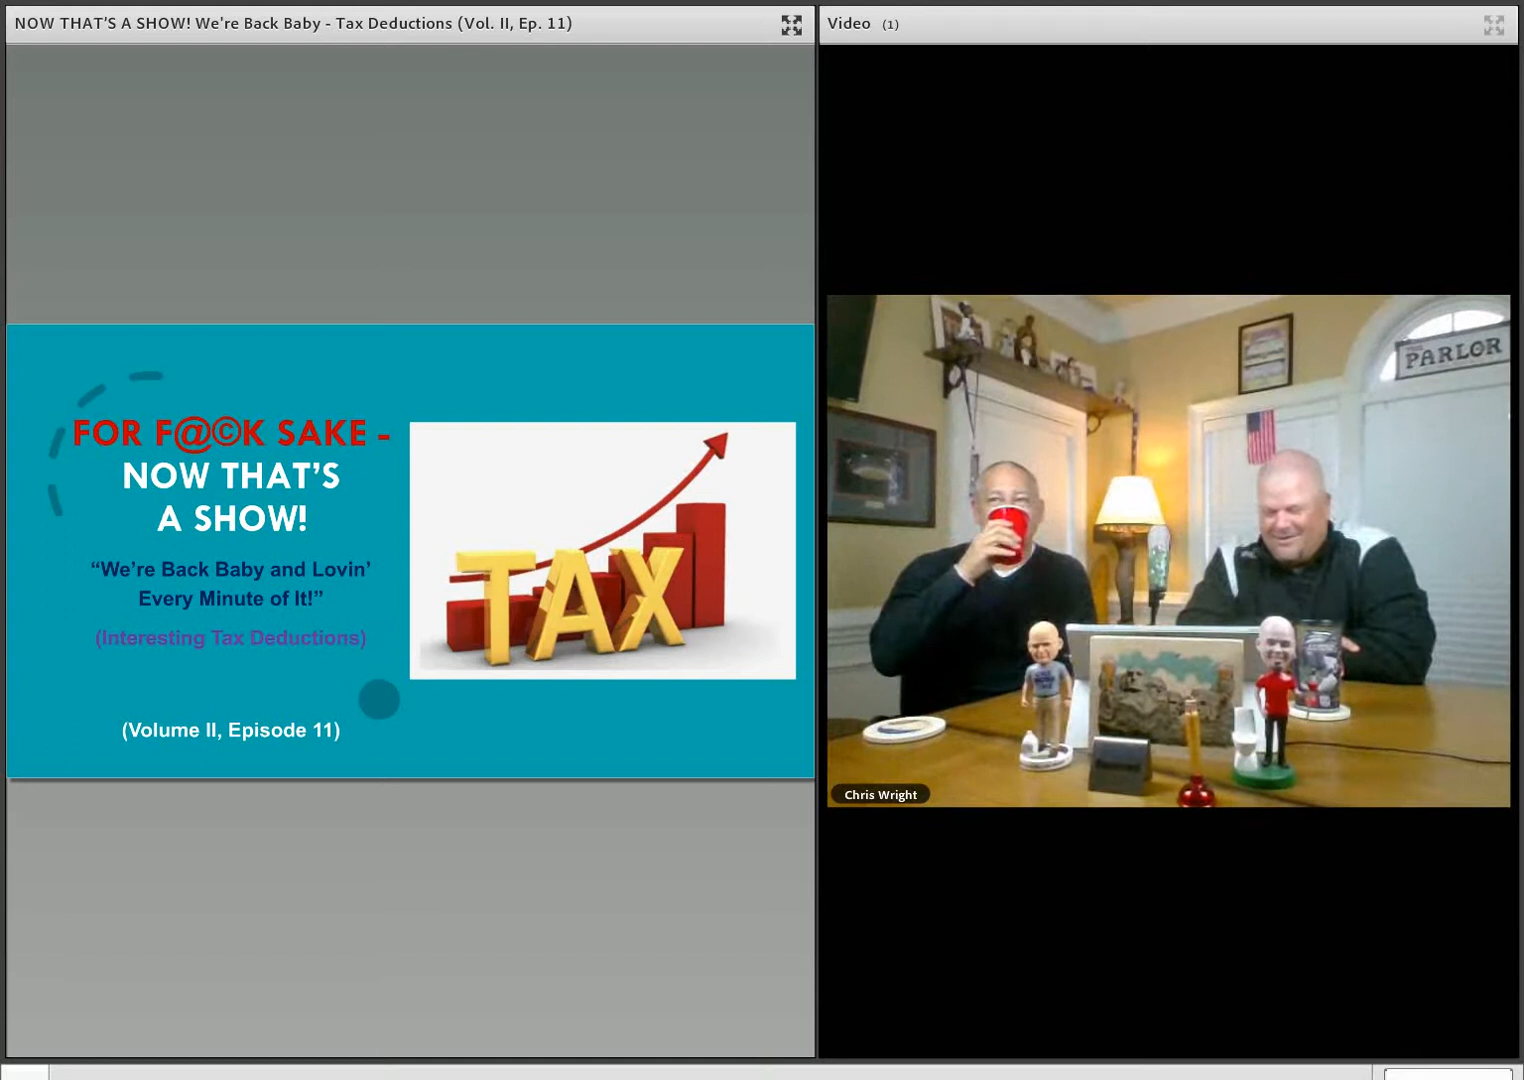 NOW THAT'S A SHOW! We're Back Baby - Tax Deductions (Vol. II, Ep. 11)
Video (1)
FOR F@©K SAKE -
NOW THAT’S
A SHOW!
“We’re Back Baby and Lovin’
Every Minute of It!”
(Interesting Tax Deductions)
(Volume II, Episode 11)
TAX
PARLOR
Chris Wright